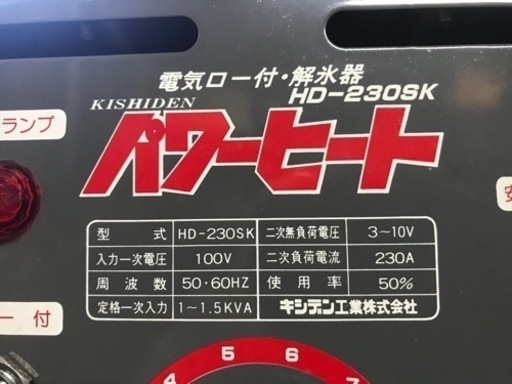 電気ロー付・解氷器
KISHIDEN HD-230SK
パワーヒート
ランプ
型式 HD-230SK 二次無負荷電圧 3~10V
入力一次電圧 100V 二次負荷電流 230A
周波数 50・60HZ 使用率 50%
定格一次入力 1~1.5KVA キシデン工業株式会社
ー付
4 5 6 7
安